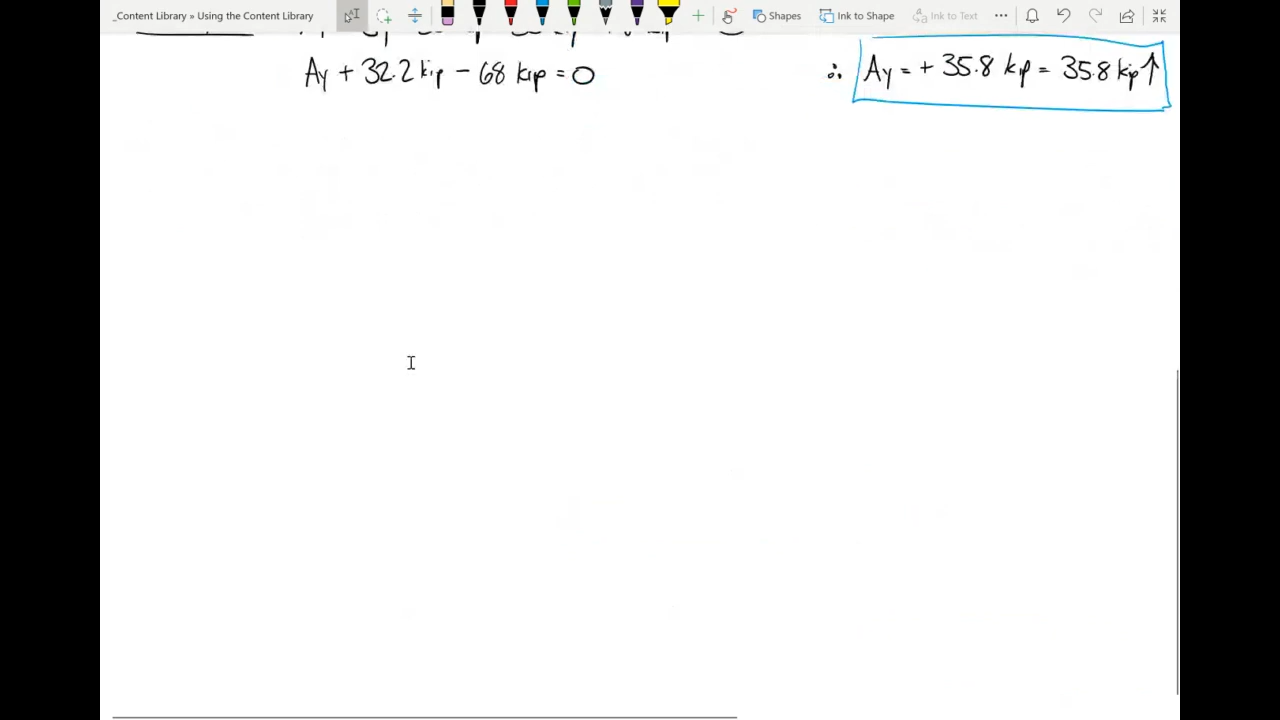 _Content Library » Using the Content Library
Shapes
Ink to Shape
Ink to Text
Ay + 32.2 kip - 68 kip = 0
∴ Ay = + 35.8 kip = 35.8 kip ↑